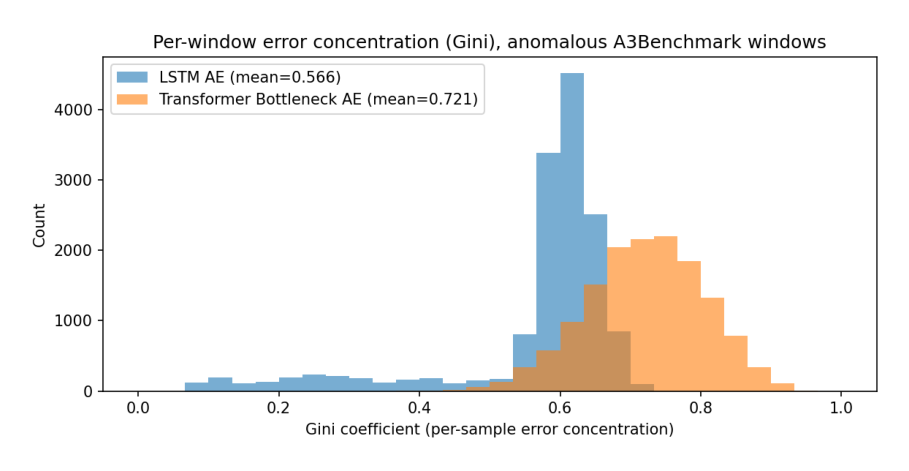 Per-window error concentration (Gini), anomalous A3Benchmark windows
LSTM AE (mean=0.566)
Transformer Bottleneck AE (mean=0.721)
Count
4000
3000
2000
1000
0
0.0 0.2 0.4 0.6 0.8 1.0
Gini coefficient (per-sample error concentration)